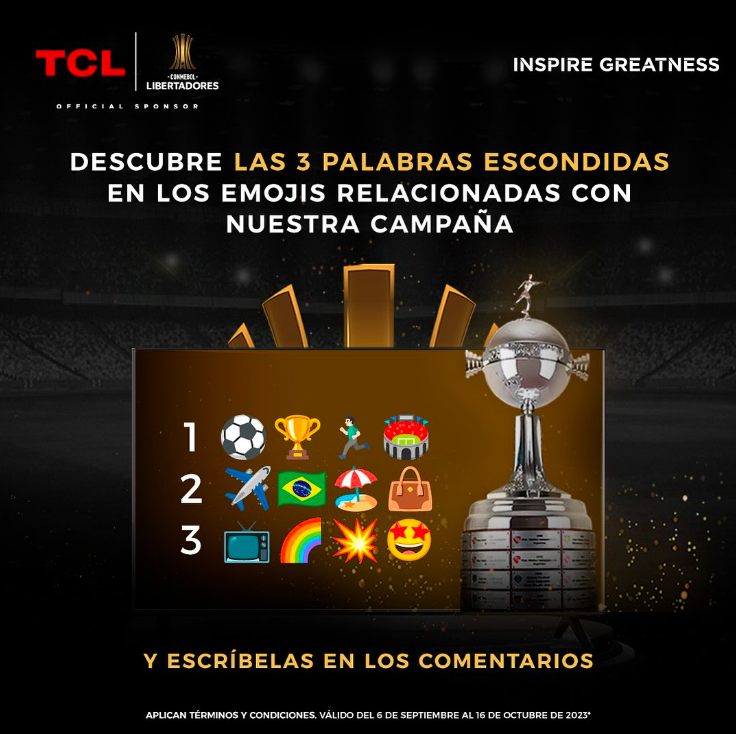 TCL
CONMEBOL
LIBERTADORES
OFFICIAL SPONSOR
INSPIRE GREATNESS
DESCUBRE LAS 3 PALABRAS ESCONDIDAS
EN LOS EMOJIS RELACIONADAS CON
NUESTRA CAMPAÑA
1
2
3
Y ESCRÍBELAS EN LOS COMENTARIOS
APLICAN TÉRMINOS Y CONDICIONES. VÁLIDO DEL 6 DE SEPTIEMBRE AL 16 DE OCTUBRE DE 2023*